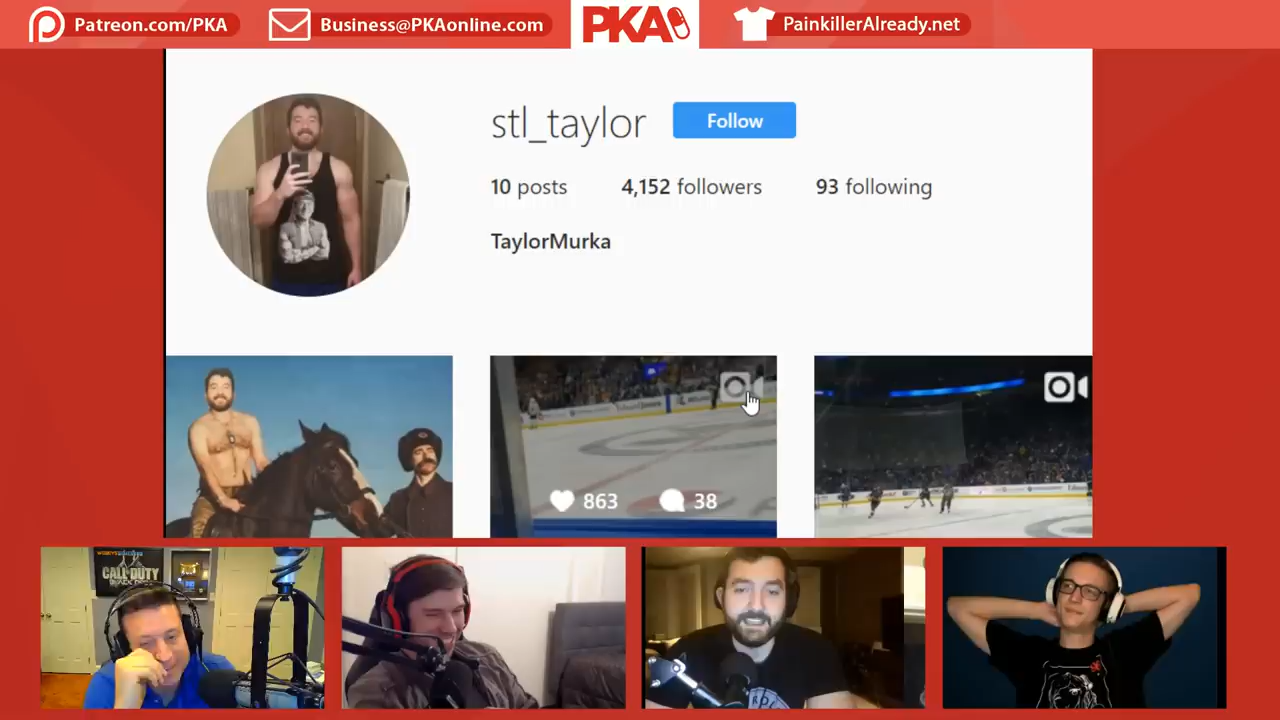 Patreon.com/PKA
Business@PKAonline.com
PKA
PainkillerAlready.net
stl_taylor
Follow
10 posts
4,152 followers
93 following
TaylorMurka
863
38
CALL·DUTY